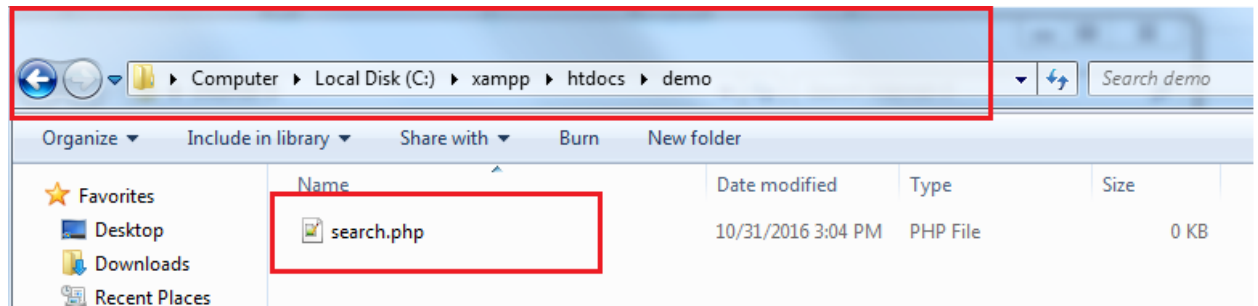 Computer Local Disk (C:) xampp htdocs demo Search demo
Organize Include in library Share with Burn New folder
Favorites Name Date modified Type Size
Desktop search.php 10/31/2016 3:04 PM PHP File 0 KB
Downloads
Recent Places